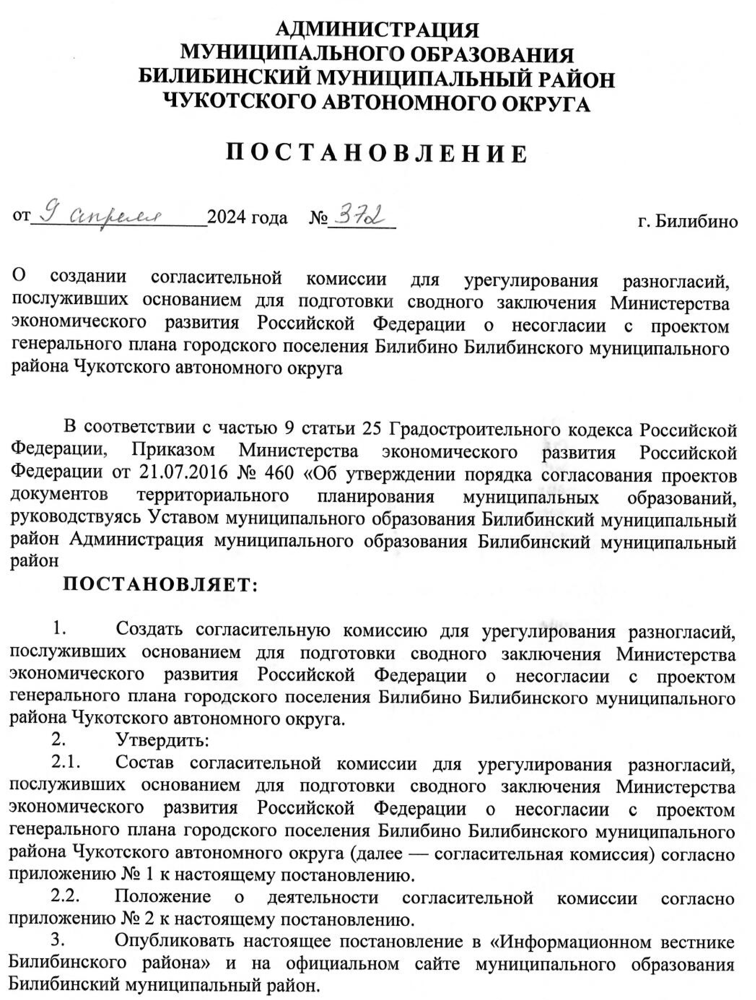 АДМИНИСТРАЦИЯ
МУНИЦИПАЛЬНОГО ОБРАЗОВАНИЯ
БИЛИБИНСКИЙ МУНИЦИПАЛЬНЫЙ РАЙОН
ЧУКОТСКОГО АВТОНОМНОГО ОКРУГА
П О С Т А Н О В Л Е Н И Е
от 9 апреля 2024 года № 372 г. Билибино
О создании согласительной комиссии для урегулирования разногласий,
послуживших основанием для подготовки сводного заключения Министерства
экономического развития Российской Федерации о несогласии с проектом
генерального плана городского поселения Билибино Билибинского муниципального
района Чукотского автономного округа
В соответствии с частью 9 статьи 25 Градостроительного кодекса Российской
Федерации, Приказом Министерства экономического развития Российской
Федерации от 21.07.2016 № 460 «Об утверждении порядка согласования проектов
документов территориального планирования муниципальных образований,
руководствуясь Уставом муниципального образования Билибинский муниципальный
район Администрация муниципального образования Билибинский муниципальный
район
ПОСТАНОВЛЯЕТ:
1. Создать согласительную комиссию для урегулирования разногласий,
послуживших основанием для подготовки сводного заключения Министерства
экономического развития Российской Федерации о несогласии с проектом
генерального плана городского поселения Билибино Билибинского муниципального
района Чукотского автономного округа.
2. Утвердить:
2.1. Состав согласительной комиссии для урегулирования разногласий,
послуживших основанием для подготовки сводного заключения Министерства
экономического развития Российской Федерации о несогласии с проектом
генерального плана городского поселения Билибино Билибинского муниципального
района Чукотского автономного округа (далее — согласительная комиссия) согласно
приложению № 1 к настоящему постановлению.
2.2. Положение о деятельности согласительной комиссии согласно
приложению № 2 к настоящему постановлению.
3. Опубликовать настоящее постановление в «Информационном вестнике
Билибинского района» и на официальном сайте муниципального образования
Билибинский муниципальный район.